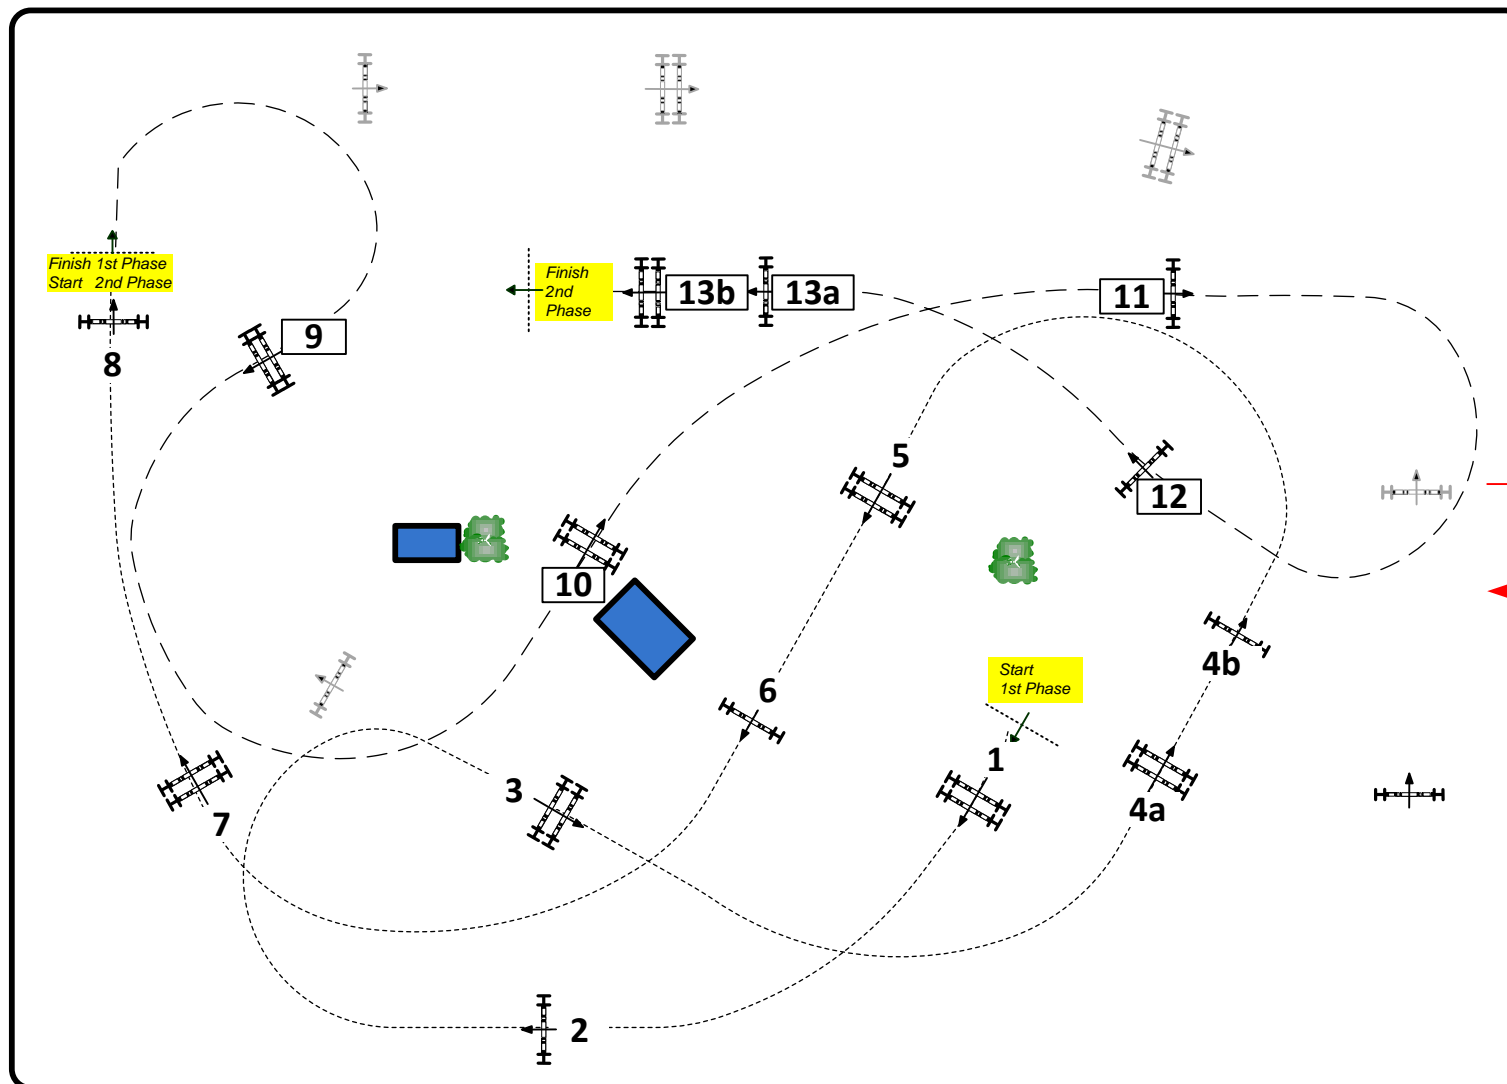 Finish 1st Phase
Start 2nd Phase
8
9
Finish
2nd
Phase
13b
13a
11
5
12
10
6
4b
Start
1st Phase
1
3
7
4a
2